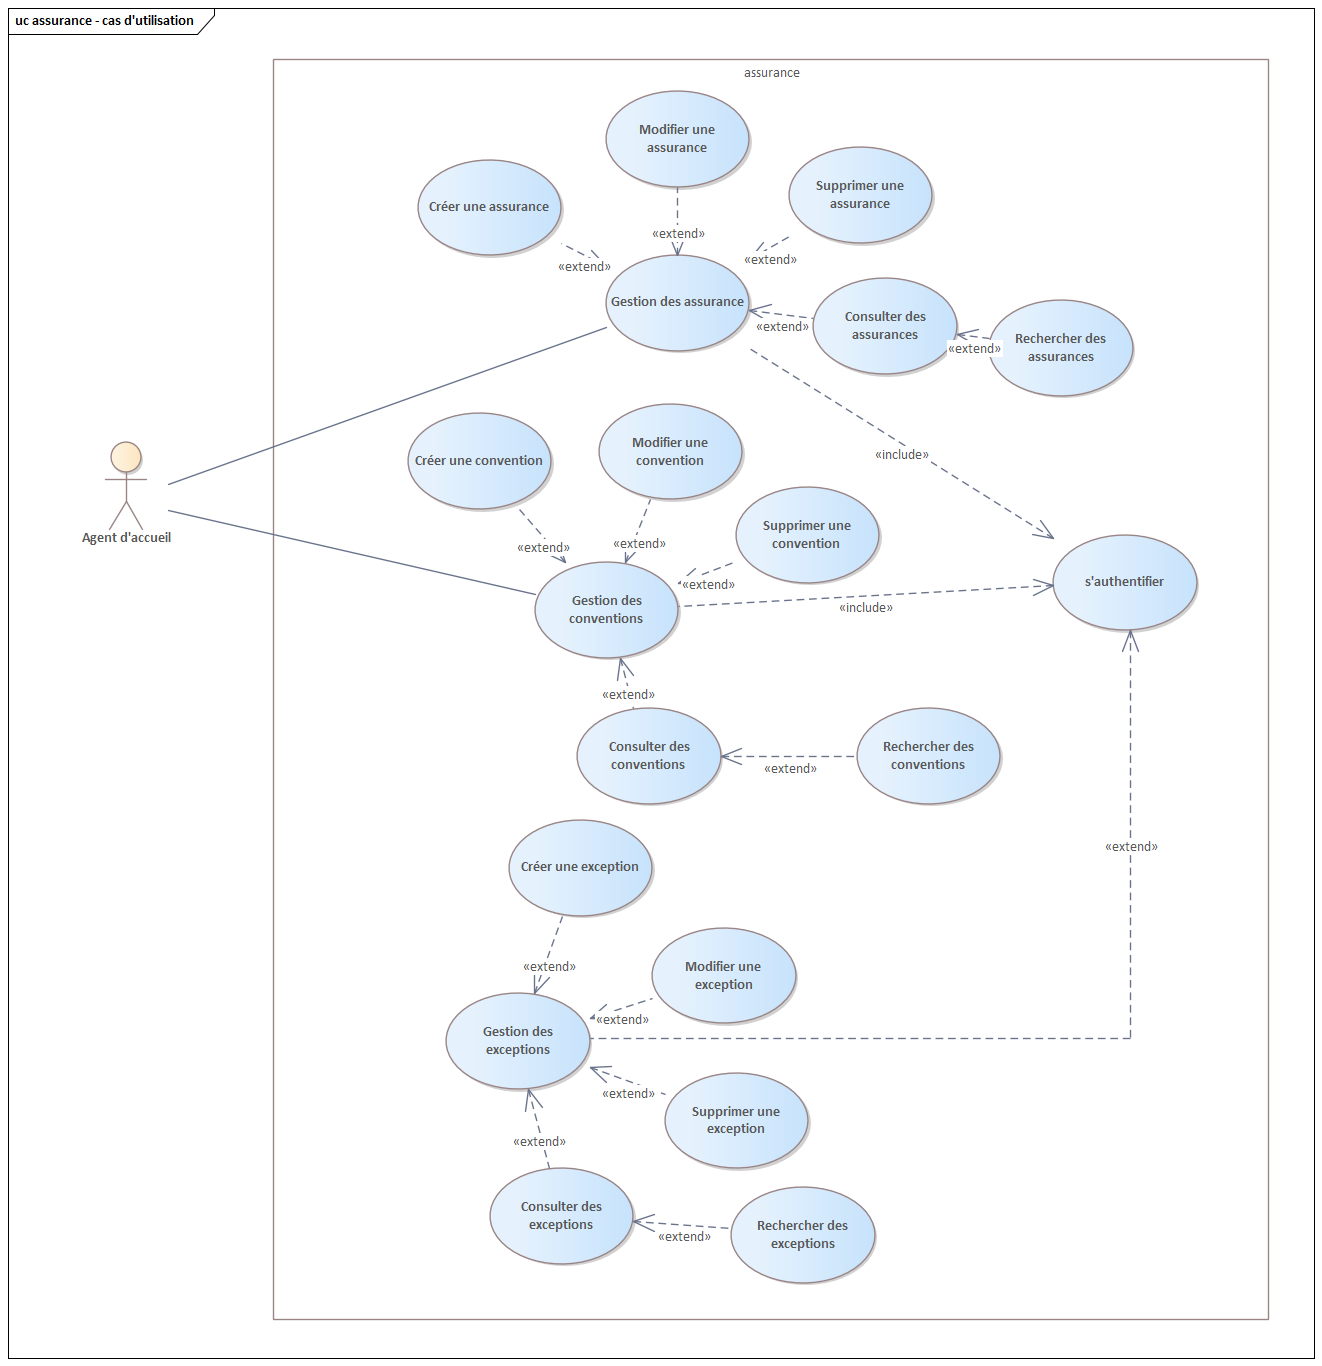 uc assurance - cas d'utilisation
assurance
Modifier une
assurance
Supprimer une
assurance
Créer une assurance
«extend»
«extend»
«extend»
Gestion des assurance
Consulter des
assurances
«extend»
Rechercher des
assurances
«extend»
Créer une convention
Modifier une
convention
«include»
Supprimer une
convention
«extend»
«extend»
«extend»
Agent d'accueil
Gestion des
conventions
s'authentifier
«include»
«extend»
Consulter des
conventions
Rechercher des
conventions
«extend»
«extend»
Créer une exception
«extend»
Modifier une
exception
«extend»
Gestion des
exceptions
«extend»
Supprimer une
exception
«extend»
Consulter des
exceptions
Rechercher des
exceptions
«extend»